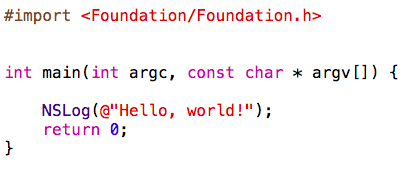 #import <Foundation/Foundation.h>
int main(int argc, const char * argv[]) {
    NSLog(@"Hello, world!");
    return 0;
}